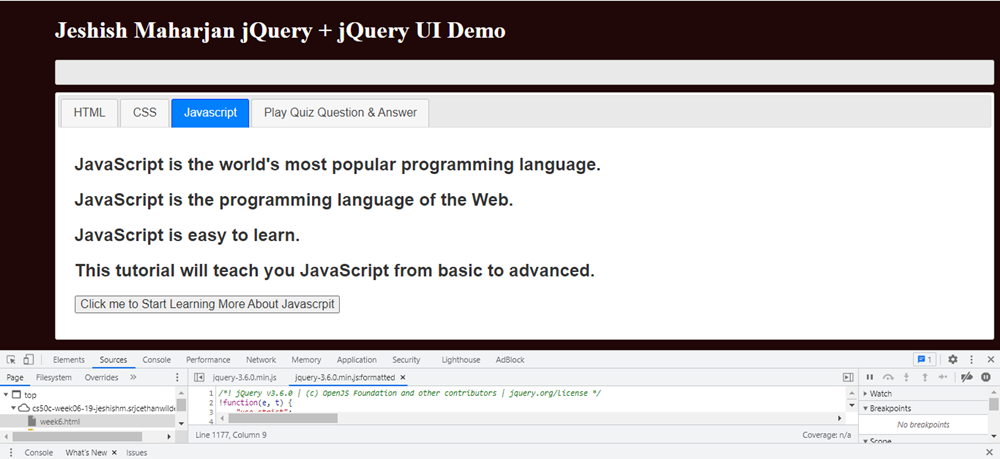 Jeshish Maharjan jQuery + jQuery UI Demo
HTML CSS Javascript Play Quiz Question & Answer
JavaScript is the world's most popular programming language.
JavaScript is the programming language of the Web.
JavaScript is easy to learn.
This tutorial will teach you JavaScript from basic to advanced.
Click me to Start Learning More About Javascrpit
Elements Sources Console Performance Network Memory Application Security Lighthouse AdBlock 1
Page Filesystem Overrides » jquery-3.6.0.min.js jquery-3.6.0.min.js:formatted ×
top
cs50c-week06-19-jeshishm.srjcethanwilde
week6.html
1 /*! jQuery v3.6.0 | (c) OpenJS Foundation and other contributors | jquery.org/license */
2 !function(e, t) {
3 "use strict";
4
Line 1177, Column 9 Coverage: n/a
Watch
Breakpoints
No breakpoints
Scope
Console What's New × Issues